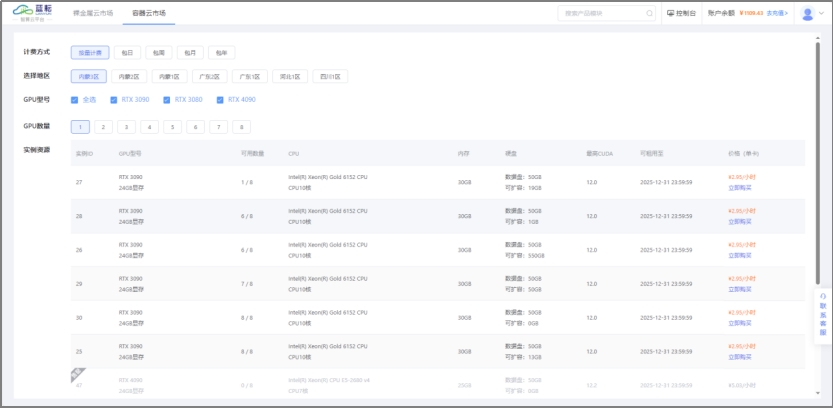 蓝耘
智算云平台
裸金属云市场
容器云市场
搜索产品模块
控制台
账户余额 ¥1109.43 去充值>
计费方式
按量计费 包日 包周 包月 包年
选择地区
内蒙3区 内蒙2区 内蒙1区 广东2区 广东1区 河北1区 四川1区
GPU型号
全选 RTX 3090 RTX 3080 RTX 4090
GPU数量
1 2 3 4 5 6 7 8
实例资源
实例ID GPU型号 可用数量 CPU 内存 硬盘 最高CUDA 可租用至 价格(单卡)
27 RTX 3090 24GB显存 1 / 8 Intel(R) Xeon(R) Gold 6152 CPU CPU10核 30GB 数据盘:50GB 可扩容:19GB 12.0 2025-12-31 23:59:59 ¥2.95/小时 立即购买
28 RTX 3090 24GB显存 6 / 8 Intel(R) Xeon(R) Gold 6152 CPU CPU10核 30GB 数据盘:50GB 可扩容:1GB 12.0 2025-12-31 23:59:59 ¥2.95/小时 立即购买
26 RTX 3090 24GB显存 6 / 8 Intel(R) Xeon(R) Gold 6152 CPU CPU10核 30GB 数据盘:50GB 可扩容:550GB 12.0 2025-12-31 23:59:59 ¥2.95/小时 立即购买
29 RTX 3090 24GB显存 7 / 8 Intel(R) Xeon(R) Gold 6152 CPU CPU10核 30GB 数据盘:50GB 可扩容:50GB 12.0 2025-12-31 23:59:59 ¥2.95/小时 立即购买
30 RTX 3090 24GB显存 8 / 8 Intel(R) Xeon(R) Gold 6152 CPU CPU10核 30GB 数据盘:50GB 可扩容:0GB 12.0 2025-12-31 23:59:59 ¥2.95/小时 立即购买
25 RTX 3090 24GB显存 8 / 8 Intel(R) Xeon(R) Gold 6152 CPU CPU10核 30GB 数据盘:50GB 可扩容:13GB 12.0 2025-12-31 23:59:59 ¥2.95/小时 立即购买
47 RTX 4090 24GB显存 0 / 8 Intel(R) Xeon(R) CPU E5-2680 v4 CPU7核 25GB 数据盘:50GB 可扩容:0GB 12.2 2025-12-31 23:59:59 ¥5.00/小时
联系客服